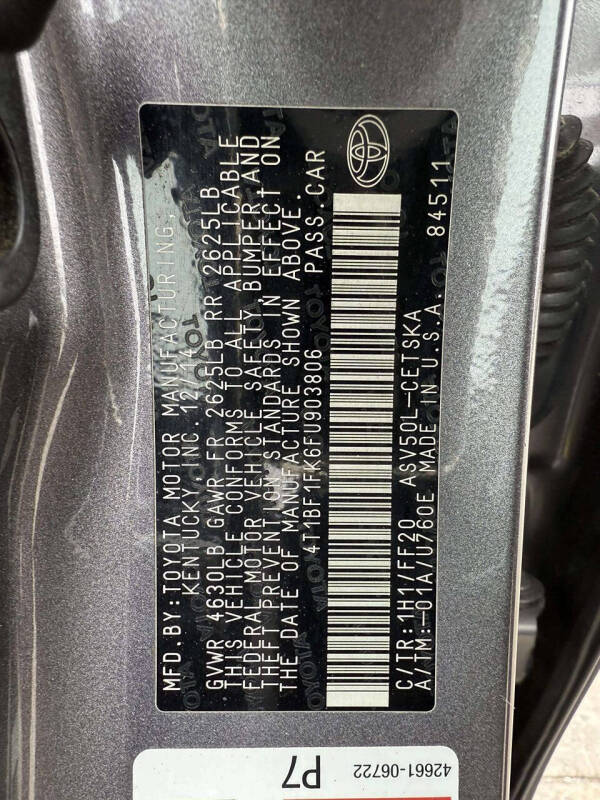 MFD.BY:TOYOTA MOTOR MANUFACTURING,
KENTUCKY,INC.12/14
GVWR 4630LB GAWR FR 2625LB RR 2625LB
THIS VEHICLE CONFORMS TO ALL APPLICABLE
FEDERAL MOTOR VEHICLE SAFETY, BUMPER,AND
THEFT PREVENTION STANDARDS IN EFFECT ON
THE DATE OF MANUFACTURE SHOWN ABOVE.
4T1BF1FK6FU903806 PASS.CAR
C/TR:1H1/FF20 ASV50L-CETSKA
A/TM:-01A/U760E MADE IN U.S.A. 84511
P7
42661-06722